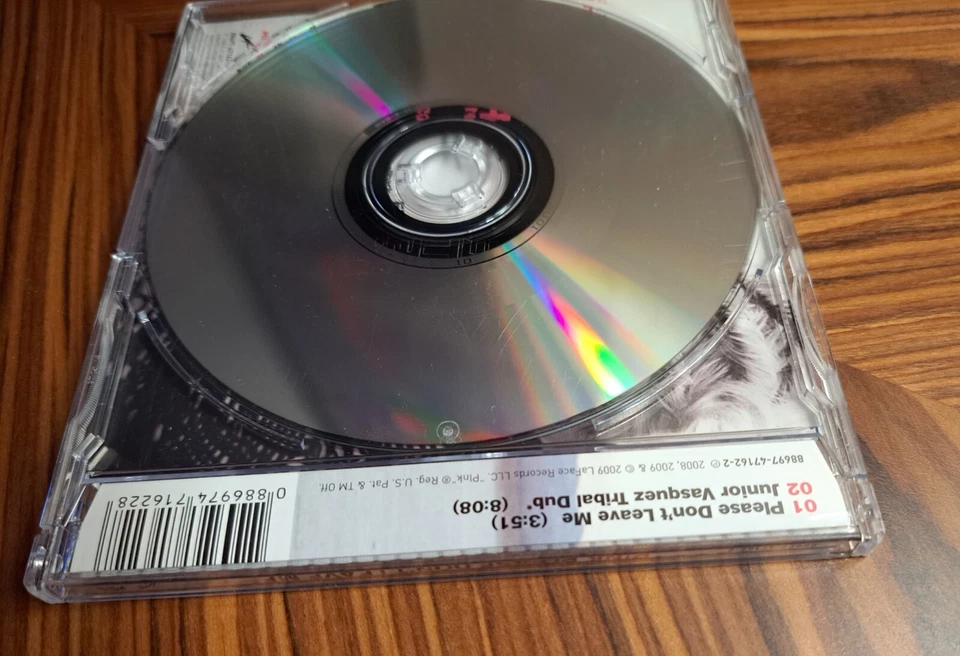 01 Please Don't Leave Me (3:51)
02 Junior Vasquez Tribal Dub* (8:08)
88697-47162-2 ℗ 2008, 2009 & © 2009 LaFace Records LLC. "P!nk" ® Reg. U.S. Pat. & TM Off.
0 886974 716228